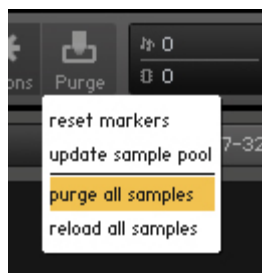 ons
Purge
0
0
reset markers
update sample pool
7-32
purge all samples
reload all samples